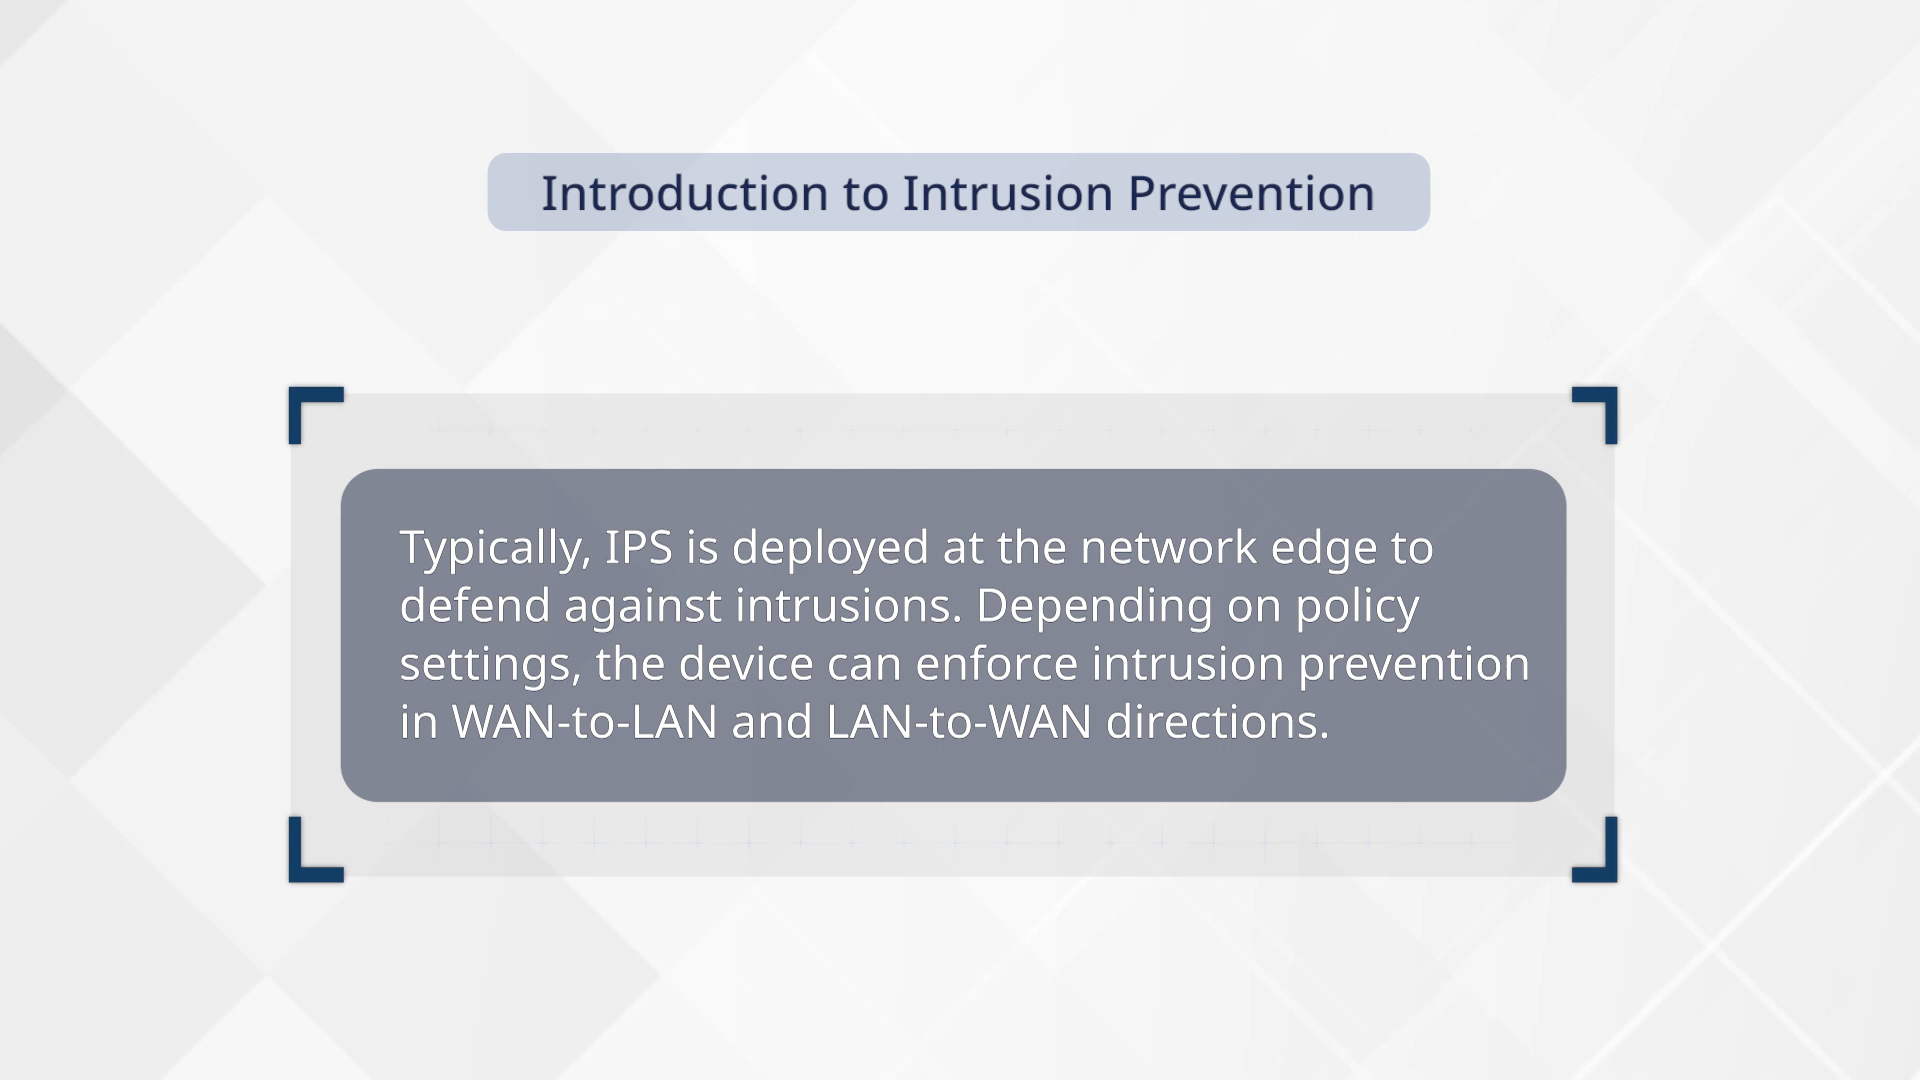 Introduction to Intrusion Prevention
Typically, IPS is deployed at the network edge to
defend against intrusions. Depending on policy
settings, the device can enforce intrusion prevention
in WAN-to-LAN and LAN-to-WAN directions.